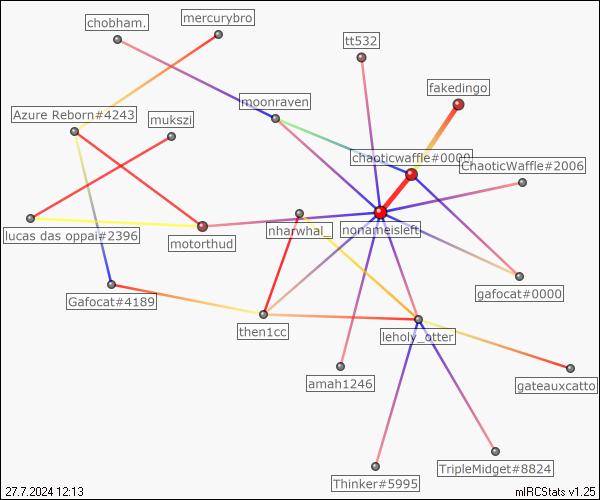 mercurybro
chobham.
tt532
fakedingo
moonraven
Azure Reborn#4243
mukszi
chaoticwaffle#0000
ChaoticWaffle#2006
lucas das oppai#2396
motorthud
nharwhal_
nonameisleft
gafocat#0000
Gafocat#4189
then1cc
leholy_otter
amah1246
gateauxcatto
TripleMidget#8824
Thinker#5995
27.7.2024 12:13
mIRCStats v1.25